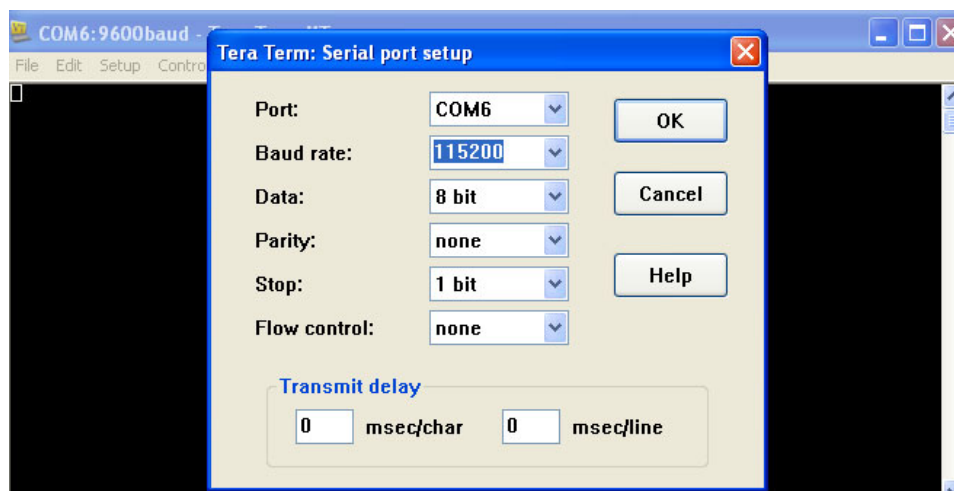 COM6:9600baud -
Tera Term: Serial port setup
File Edit Setup
Port: COM6
OK
Baud rate: 115200
Data: 8 bit
Cancel
Parity: none
Stop: 1 bit
Help
Flow control: none
Transmit delay
0 msec/char 0 msec/line